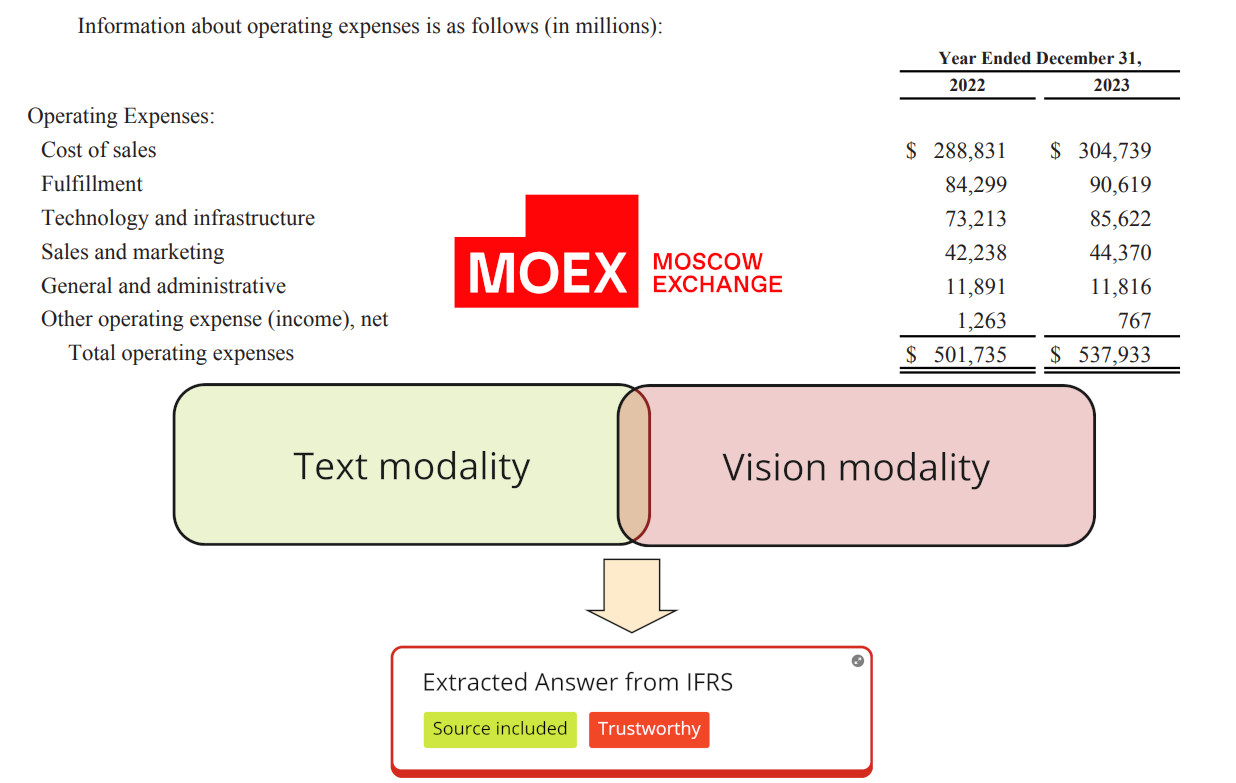 Information about operating expenses is as follows (in millions):
Year Ended December 31,
2022 2023
Operating Expenses:
Cost of sales $ 288,831 $ 304,739
Fulfillment 84,299 90,619
Technology and infrastructure 73,213 85,622
Sales and marketing 42,238 44,370
General and administrative 11,891 11,816
Other operating expense (income), net 1,263 767
Total operating expenses $ 501,735 $ 537,933
MOEX
MOSCOW
EXCHANGE
Text modality
Vision modality
Extracted Answer from IFRS
Source included
Trustworthy